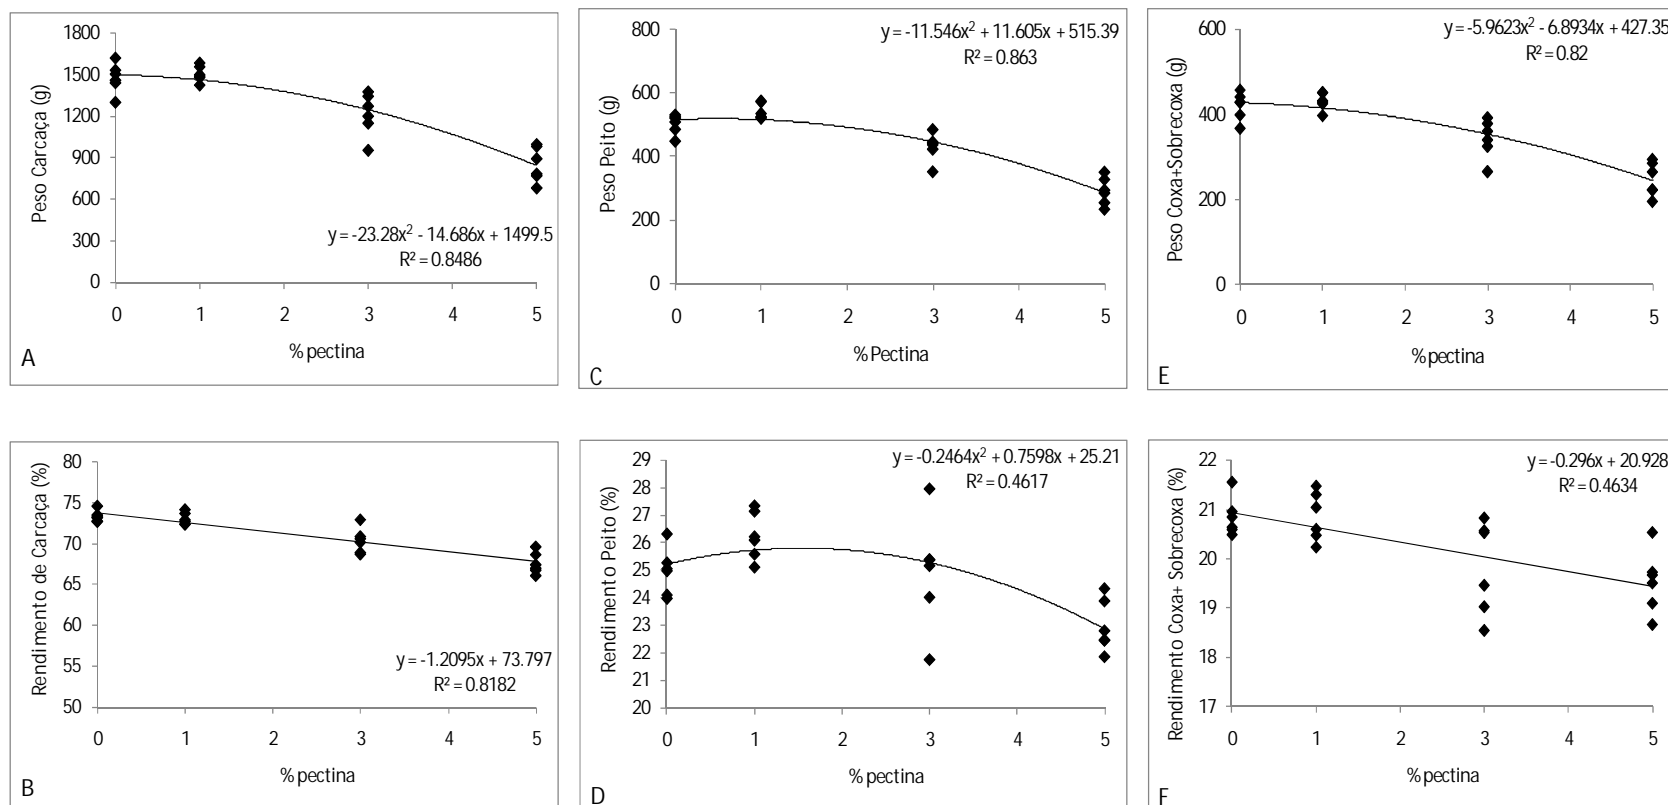 Peso Carcaça (g)
1800
1500
1200
900
600
300
0
y = -23.28x² - 14.686x + 1499.5
R² = 0.8486
0 1 2 3 4 5
% pectina
A
Peso Peito (g)
800
600
400
200
0
y = -11.546x² + 11.605x + 515.39
R² = 0.863
0 1 2 3 4 5
% Pectina
C
Peso Coxa+Sobrecoxa (g)
600
400
200
0
y = -5.9623x² - 6.8934x + 427.35
R² = 0.82
0 1 2 3 4 5
% pectina
E
Rendimento de Carcaça (%)
80
75
70
65
60
55
50
y = -1.2095x + 73.797
R² = 0.8182
0 1 2 3 4 5
% pectina
B
Rendimento Peito (%)
29
28
27
26
25
24
23
22
21
20
y = -0.2464x² + 0.7598x + 25.21
R² = 0.4617
0 1 2 3 4 5
% pectina
D
Rendimento Coxa+ Sobrecoxa (%)
22
21
20
19
18
17
y = -0.296x + 20.928
R² = 0.4634
0 1 2 3 4 5
% pectina
F